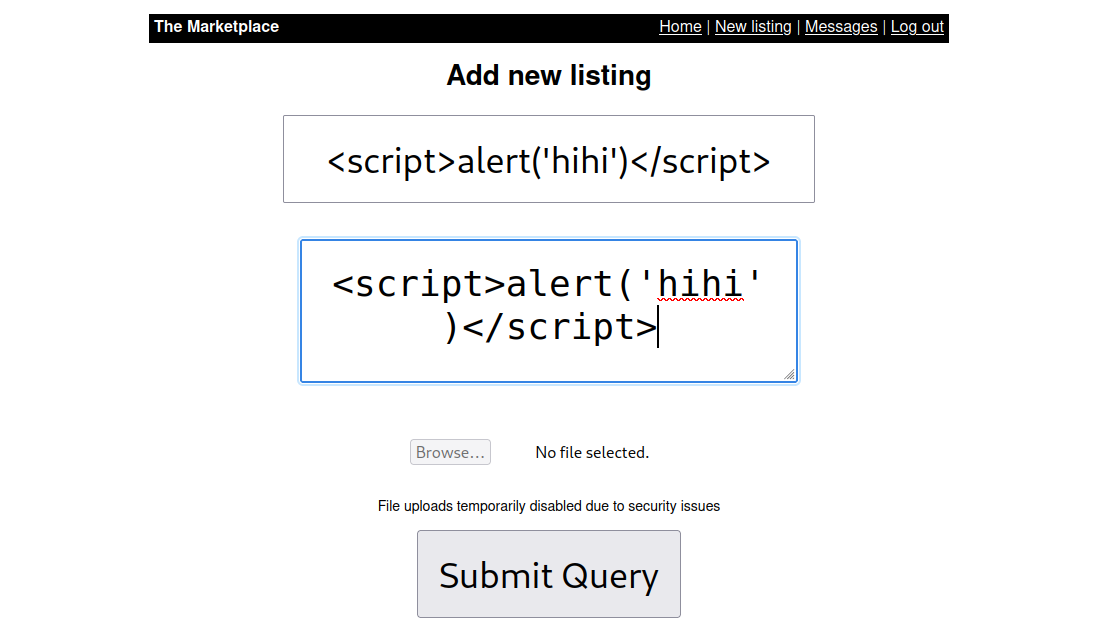 The Marketplace
Home | New listing | Messages | Log out
Add new listing
<script>alert('hihi')</script>
<script>alert('hihi'
)</script>
Browse... No file selected.
File uploads temporarily disabled due to security issues
Submit Query